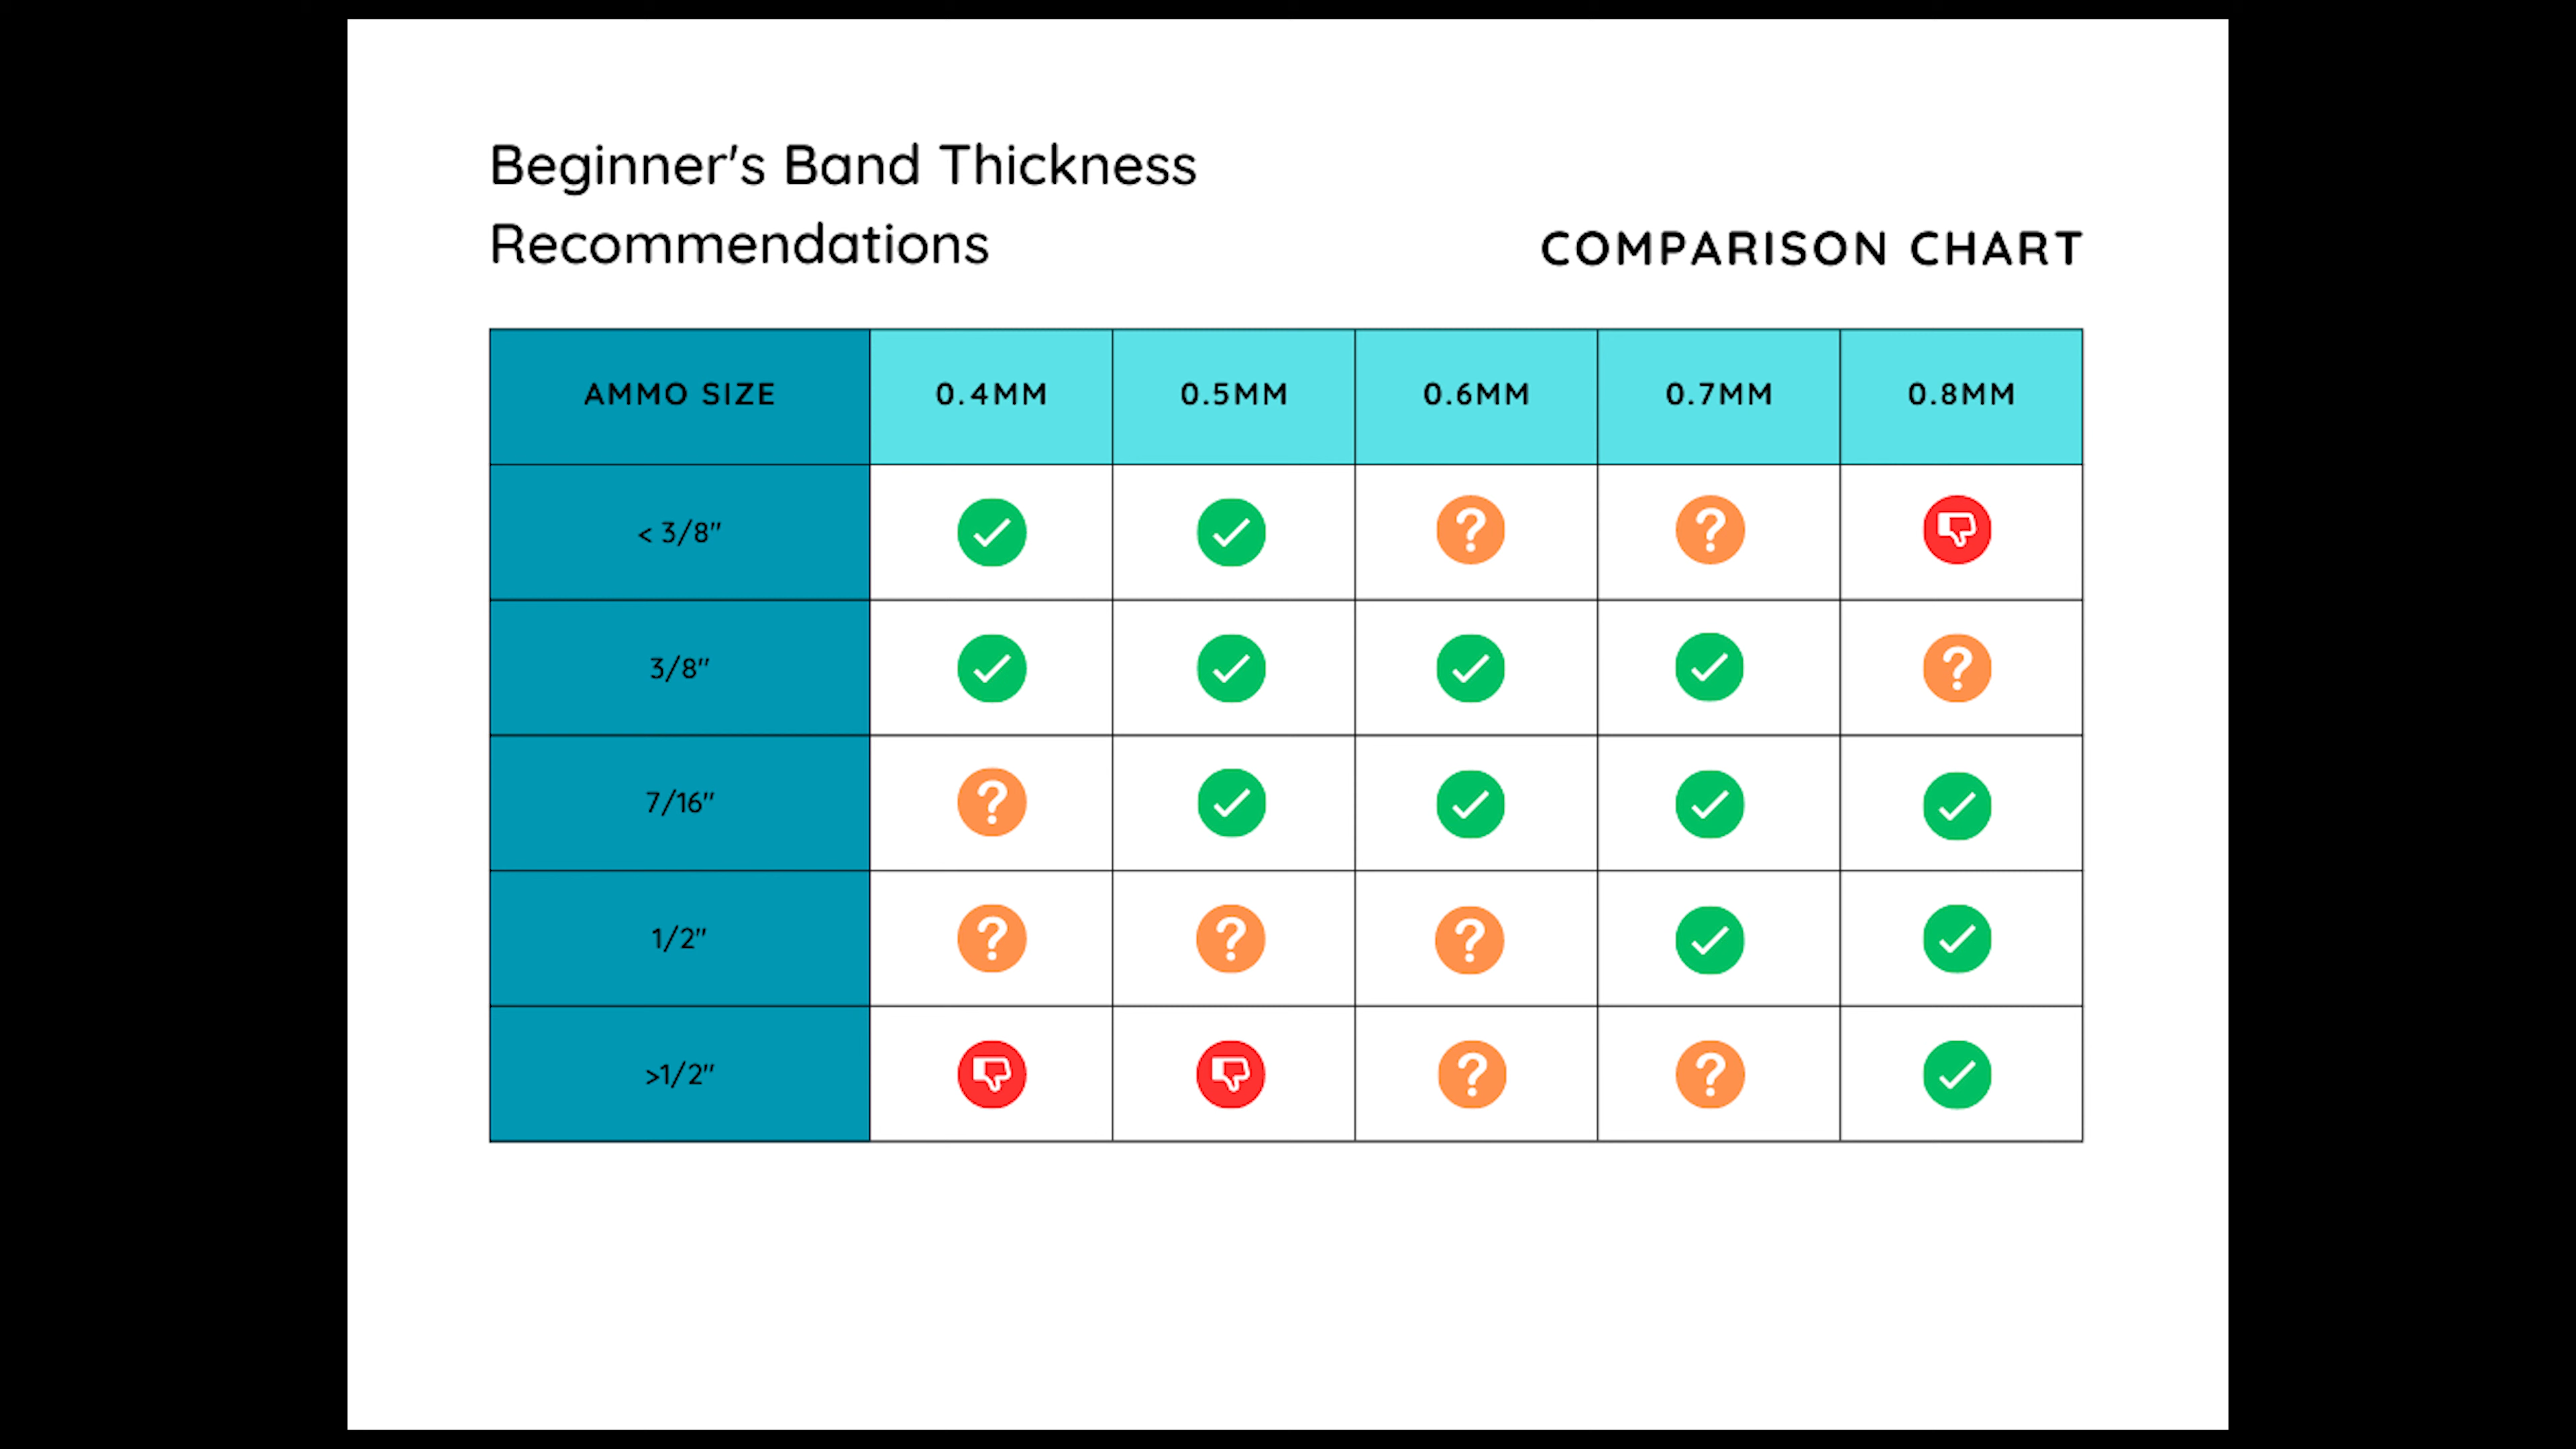 Beginner's Band Thickness
Recommendations
COMPARISON CHART
AMMO SIZE 0.4MM 0.5MM 0.6MM 0.7MM 0.8MM
< 3/8" ? ?
3/8" ?
7/16" ?
1/2" ? ? ?
>1/2" ? ?